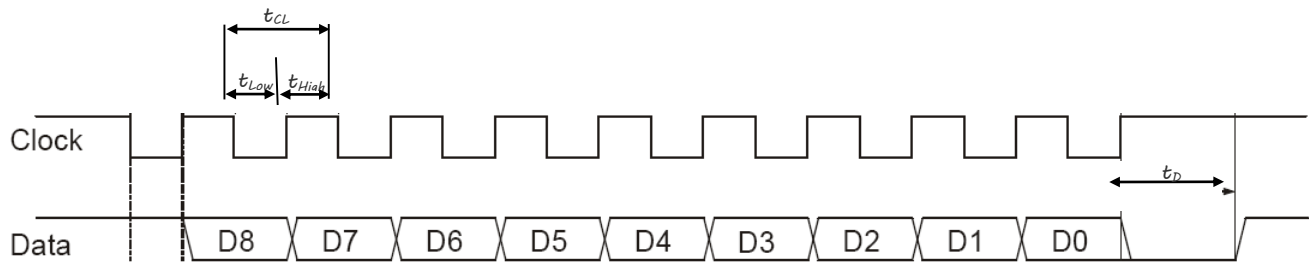 tCL
tLow tHigh
Clock
tD
Data D8 D7 D6 D5 D4 D3 D2 D1 D0